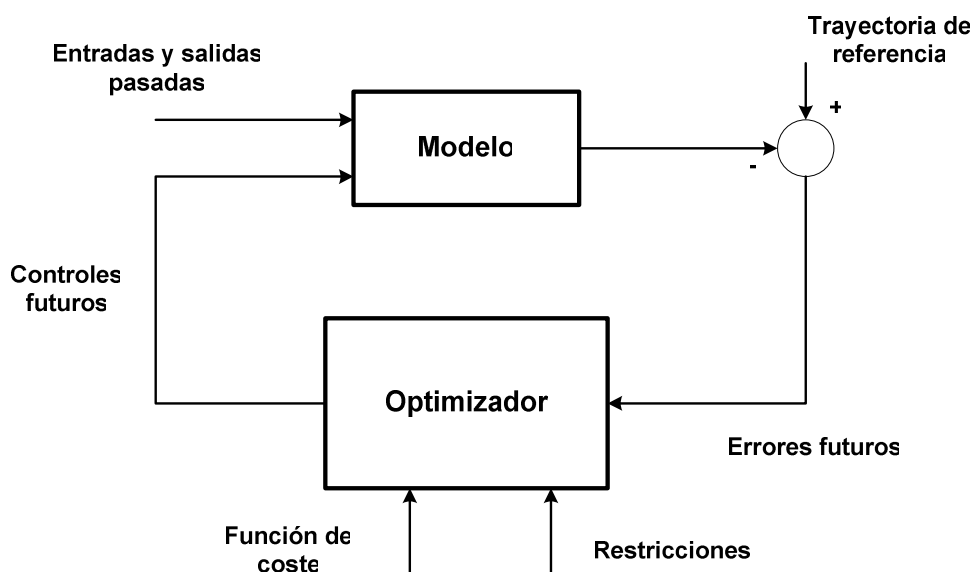 Trayectoria de
referencia
Entradas y salidas
pasadas
+
Modelo
-
Controles
futuros
Optimizador
Errores futuros
Función de
coste
Restricciones